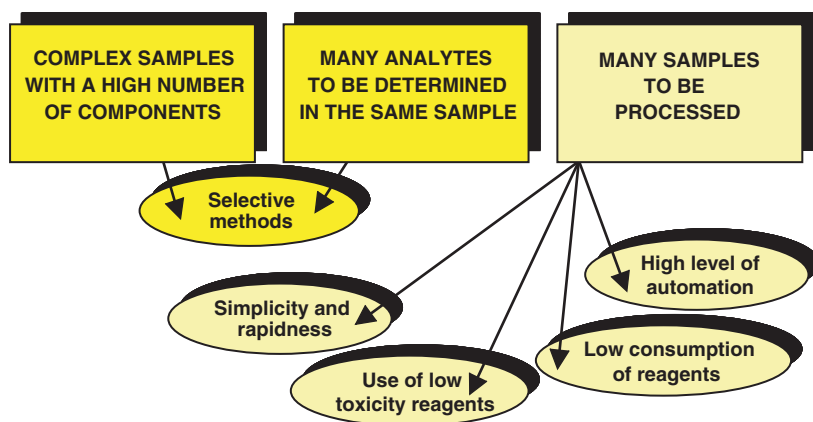 COMPLEX SAMPLES
WITH A HIGH NUMBER
OF COMPONENTS
MANY ANALYTES
TO BE DETERMINED
IN THE SAME SAMPLE
MANY SAMPLES
TO BE
PROCESSED
Selective
methods
High level of
automation
Simplicity and
rapidness
Low consumption
of reagents
Use of low
toxicity reagents